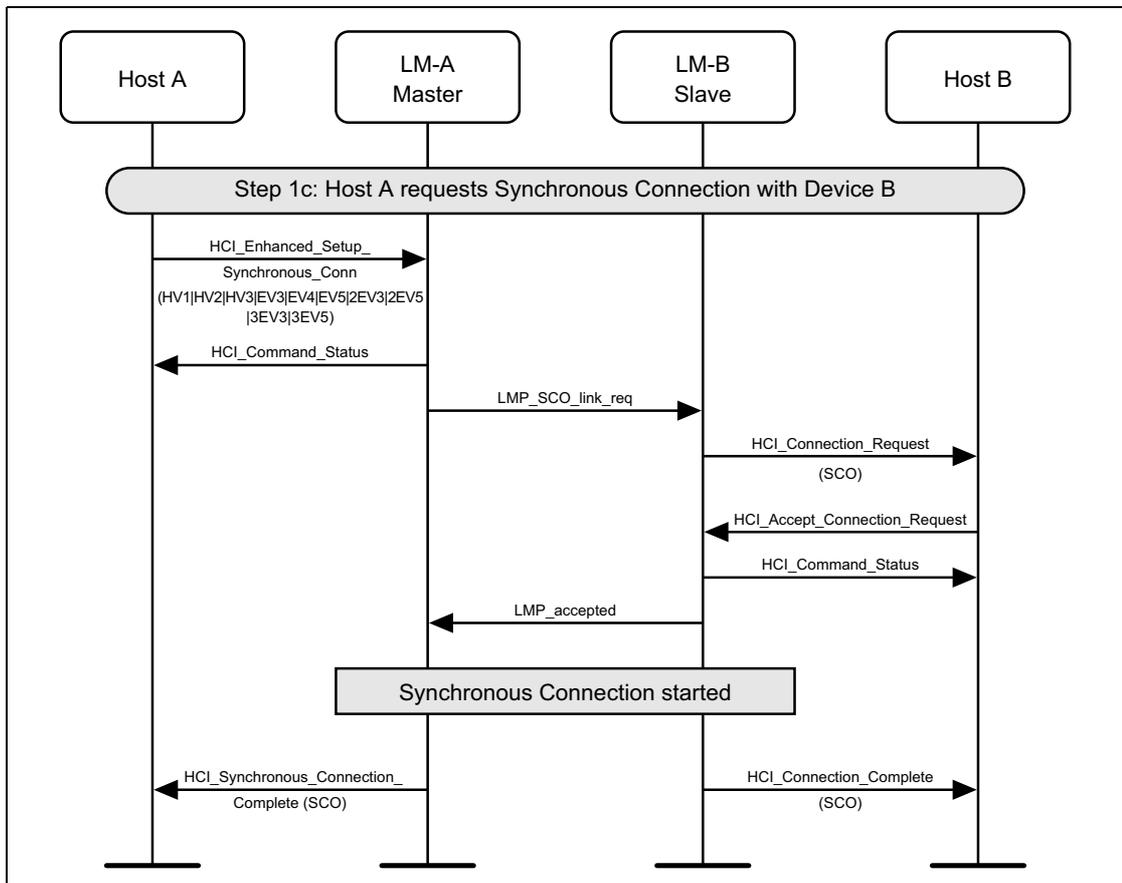 Host A
LM-A
Master
LM-B
Slave
Host B
Step 1c: Host A requests Synchronous Connection with Device B
HCI_Enhanced_Setup_
Synchronous_Conn
(HV1|HV2|HV3|EV3|EV4|EV5|2EV3|2EV5
|3EV3|3EV5)
HCI_Command_Status
LMP_SCO_link_req
HCI_Connection_Request
(SCO)
HCI_Accept_Connection_Request
HCI_Command_Status
LMP_accepted
Synchronous Connection started
HCI_Synchronous_Connection_
Complete (SCO)
HCI_Connection_Complete
(SCO)